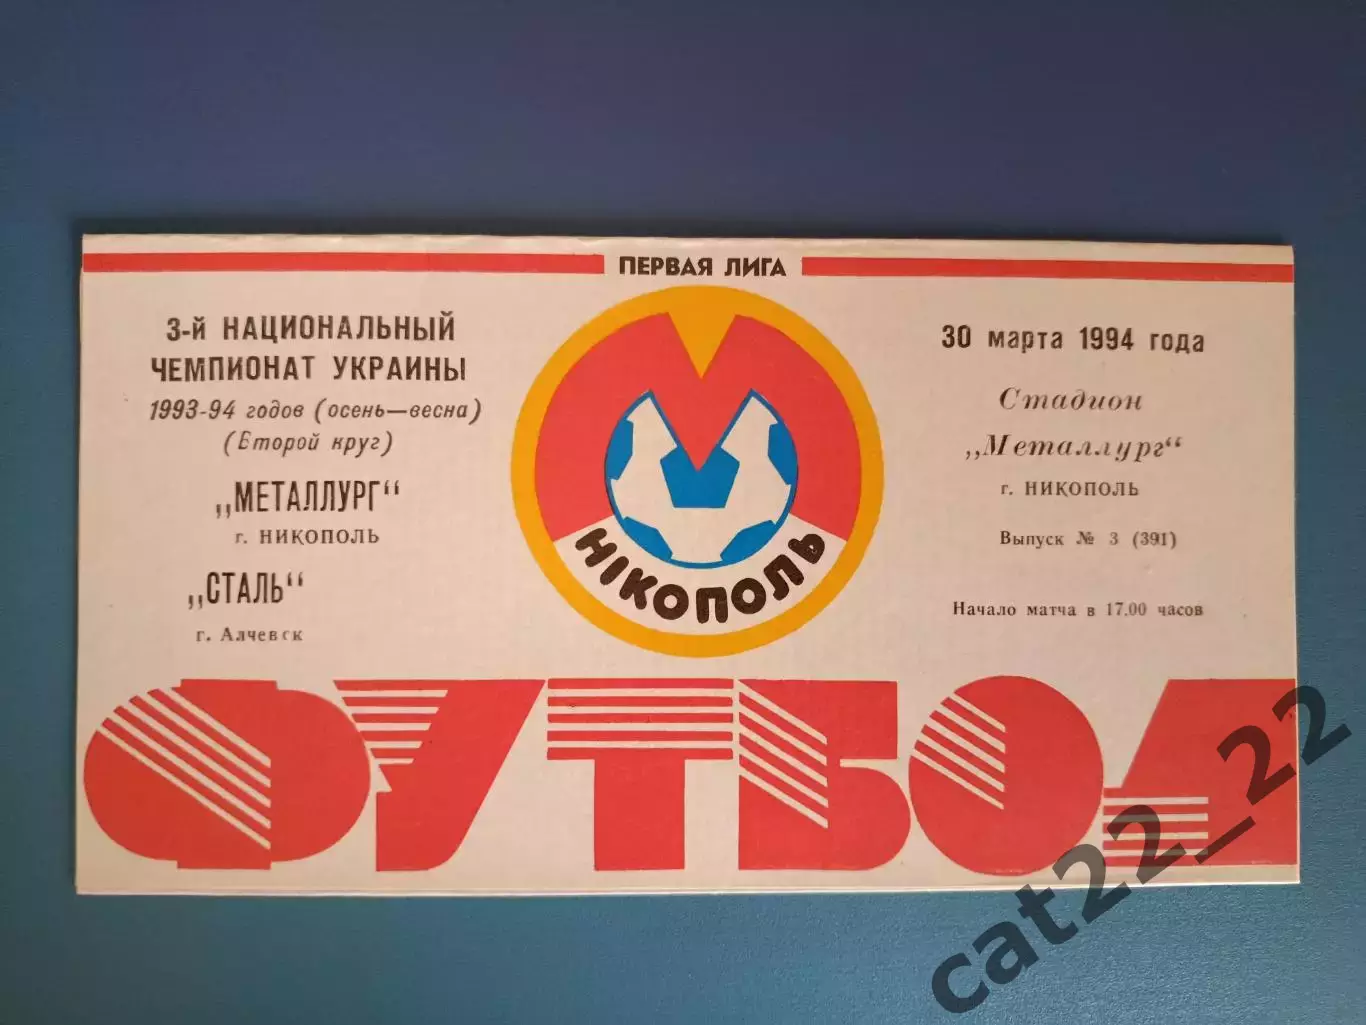 ПЕРВАЯ ЛИГА
3-й НАЦИОНАЛЬНЫЙ
ЧЕМПИОНАТ УКРАИНЫ
1993-94 годов (осень—весна)
(Второй круг)
„МЕТАЛЛУРГ“
г. НИКОПОЛЬ
„СТАЛЬ“
г. Алчевск
НІКОПОЛЬ
30 марта 1994 года
Стадион
„Металлург“
г. НИКОПОЛЬ
Выпуск № 3 (391)
Начало матча в 17.00 часов
ФУТБОЛ
cat22_22